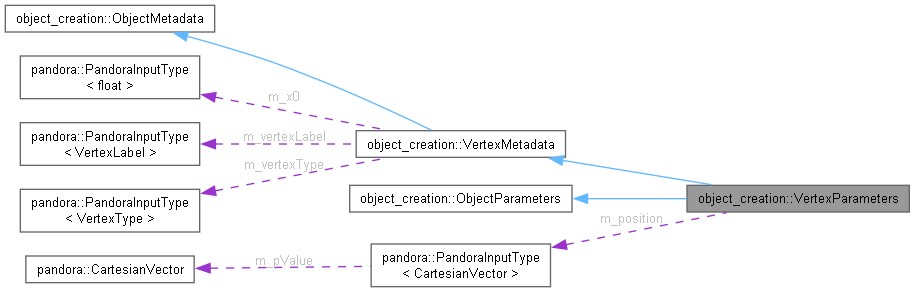 object_creation::ObjectMetadata
pandora::PandoraInputType
< float >
m_x0
pandora::PandoraInputType
< VertexLabel >
m_vertexLabel
object_creation::VertexMetadata
m_vertexType
pandora::PandoraInputType
< VertexType >
object_creation::ObjectParameters
object_creation::VertexParameters
m_position
pandora::CartesianVector
m_pValue
pandora::PandoraInputType
< CartesianVector >